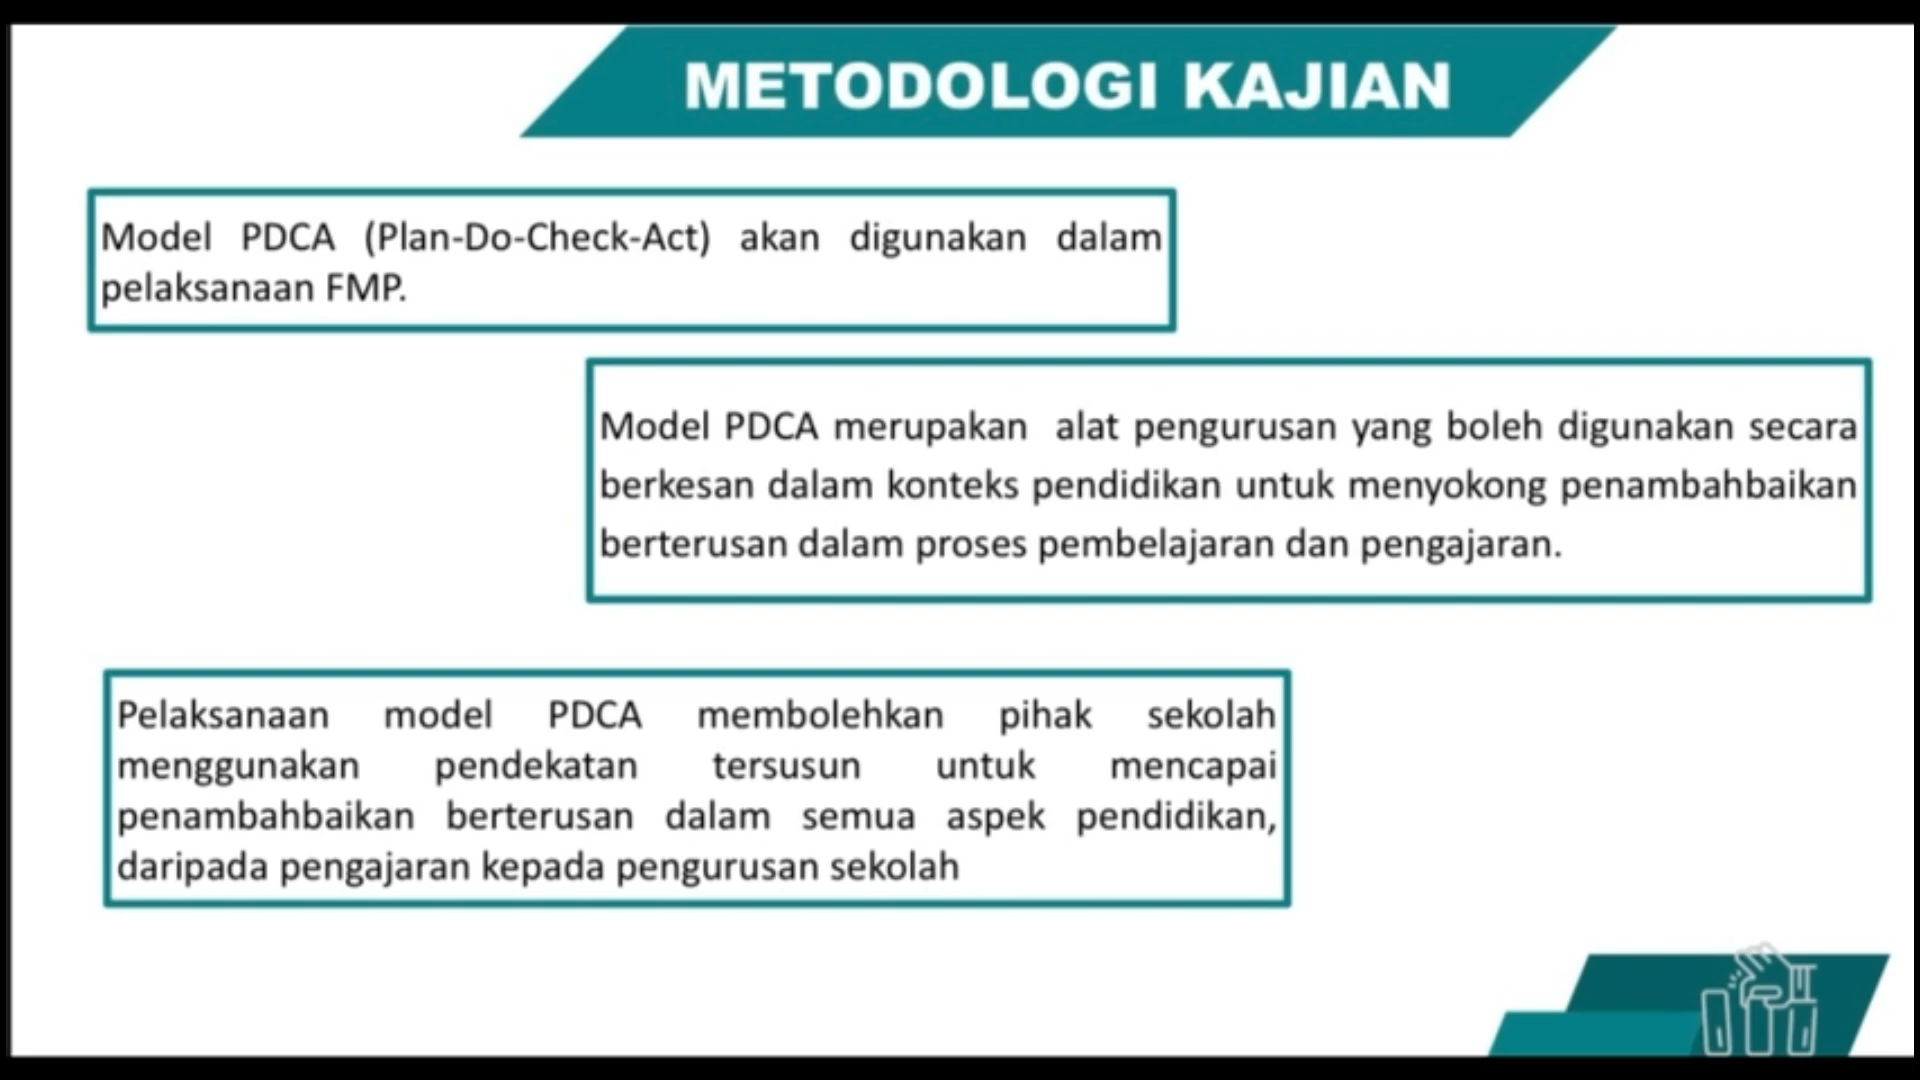 METODOLOGI KAJIAN
Model PDCA (Plan-Do-Check-Act) akan digunakan dalam
pelaksanaan FMP.
Model PDCA merupakan alat pengurusan yang boleh digunakan secara
berkesan dalam konteks pendidikan untuk menyokong penambahbaikan
berterusan dalam proses pembelajaran dan pengajaran.
Pelaksanaan model PDCA membolehkan pihak sekolah
menggunakan pendekatan tersusun untuk mencapai
penambahbaikan berterusan dalam semua aspek pendidikan,
daripada pengajaran kepada pengurusan sekolah